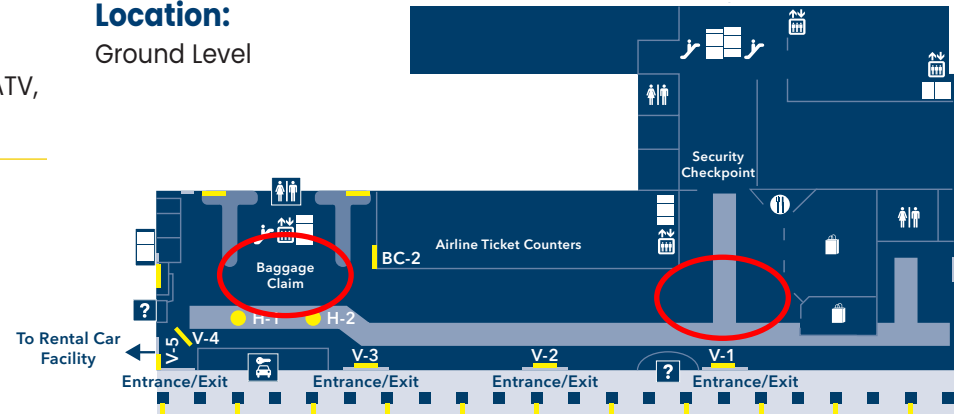 Location:
Ground Level
ATV,
Security
Checkpoint
Airline Ticket Counters
BC-2
Baggage
Claim
H-1
H-2
?
To Rental Car
Facility
V-5
V-4
V-3
V-2
V-1
?
Entrance/Exit
Entrance/Exit
Entrance/Exit
Entrance/Exit